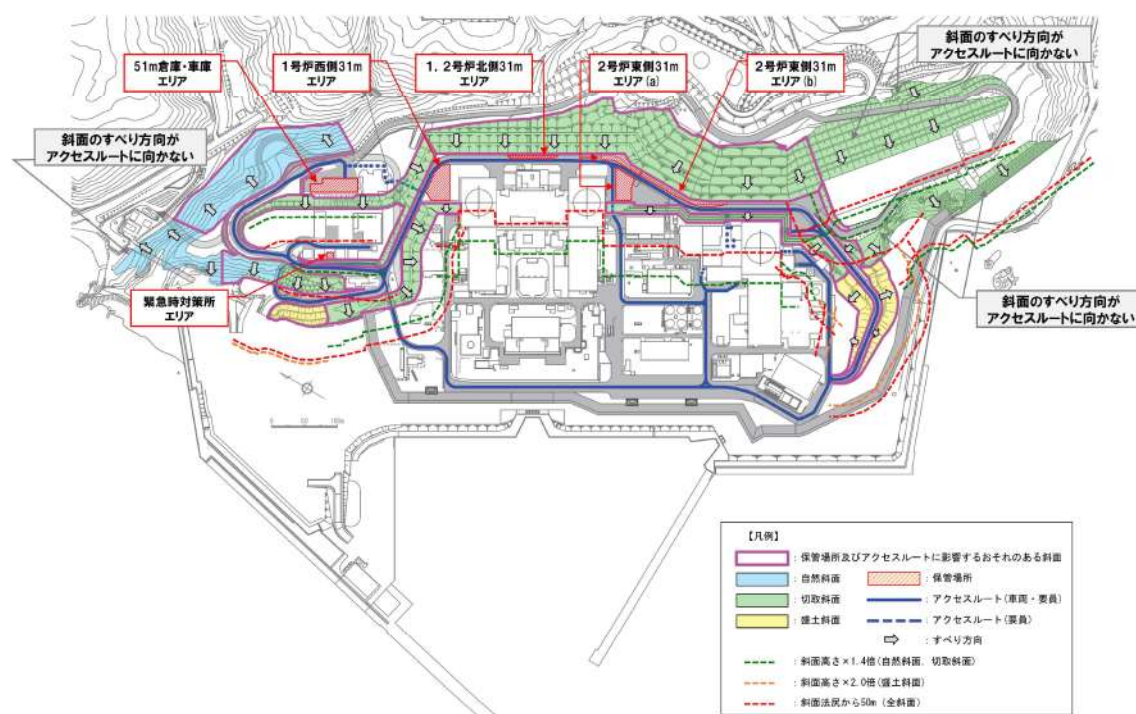 斜面のすべり方向が
アクセスルートに向かない
51m倉庫・車庫
エリア
1号炉西側31m
エリア
1．2号炉北側31m
エリア
2号炉東側31m
エリア(a)
2号炉東側31m
エリア(b)
斜面のすべり方向が
アクセスルートに向かない
緊急時対策所
エリア
斜面のすべり方向が
アクセスルートに向かない
【凡例】
：保管場所及びアクセスルートに影響するおそれのある斜面
：自然斜面
：保管場所
：切取斜面
：アクセスルート(車両・要員)
：盛土斜面
：アクセスルート(要員)
：すべり方向
：斜面高さ×1.4倍(自然斜面、切取斜面)
：斜面高さ×2.0倍(盛土斜面)
：斜面法尻から50m（全斜面）